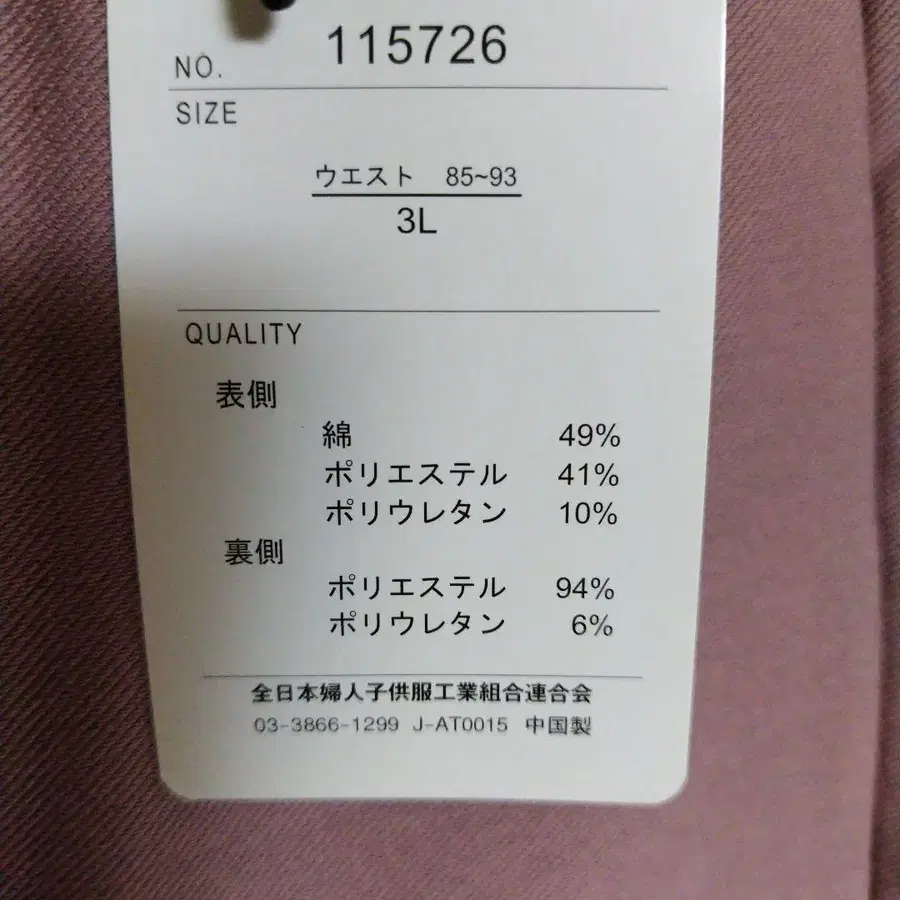 NO. 115726
SIZE
ウエスト 85~93
3L
QUALITY
表側
綿 49%
ポリエステル 41%
ポリウレタン 10%
裏側
ポリエステル 94%
ポリウレタン 6%
全日本婦人子供服工業組合連合会
03-3866-1299 J-AT0015 中国製